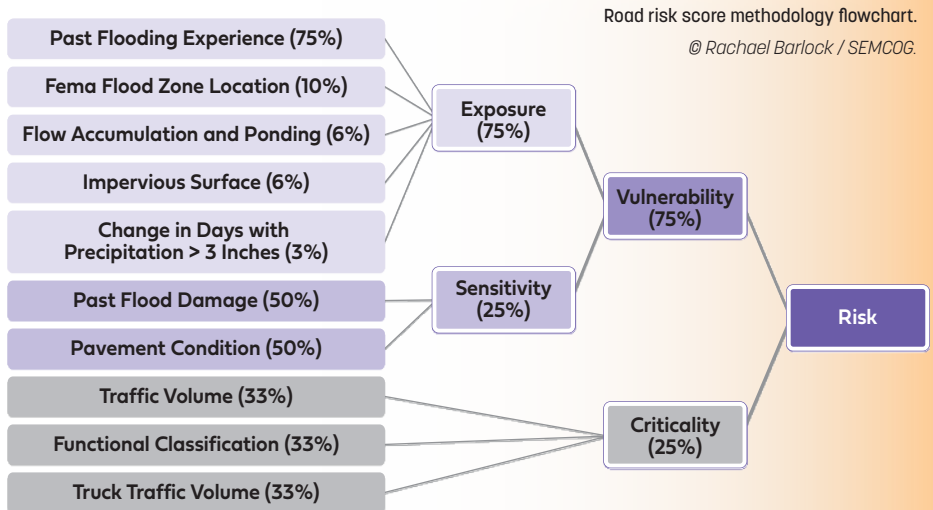 Road risk score methodology flowchart.
© Rachael Barlock / SEMCOG.
Past Flooding Experience (75%)
Fema Flood Zone Location (10%)
Flow Accumulation and Ponding (6%)
Impervious Surface (6%)
Change in Days with
Precipitation > 3 Inches (3%)
Past Flood Damage (50%)
Pavement Condition (50%)
Traffic Volume (33%)
Functional Classification (33%)
Truck Traffic Volume (33%)
Exposure
(75%)
Sensitivity
(25%)
Vulnerability
(75%)
Criticality
(25%)
Risk